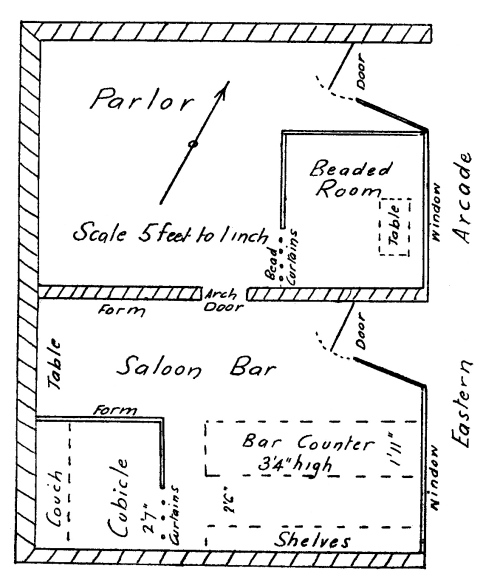 Parlor
Door
Beaded
Room
Table
Window
Arcade
Scale 5 feet to 1 inch
Bead
Curtains
Form
Arch
Door
Door
Table
Saloon Bar
Eastern
Form
Bar Counter
3'4" high
1'11"
Window
Couch
Cubicle
2'7"
Curtains
2'6"
Shelves